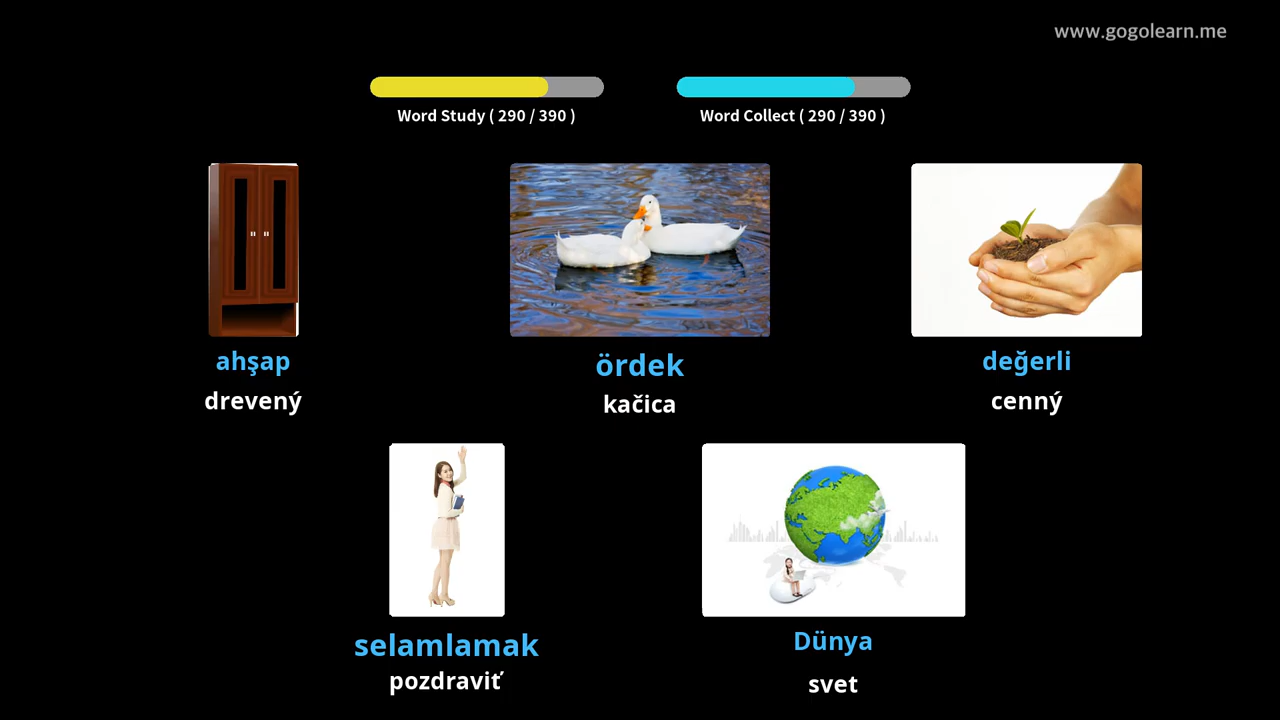 www.gogolearn.me
Word Study ( 290 / 390 )
Word Collect ( 290 / 390 )
ahşap
drevený
ördek
kačica
değerli
cenný
selamlamak
pozdraviť
Dünya
svet